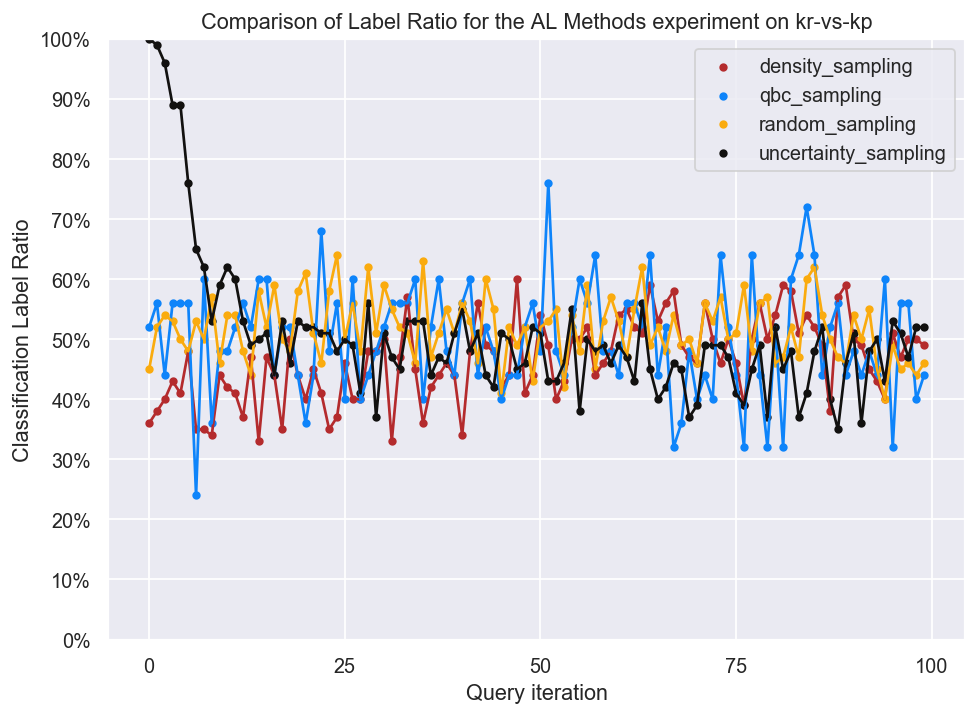 Comparison of Label Ratio for the AL Methods experiment on kr-vs-kp
100%
90%
80%
70%
60%
50%
40%
30%
20%
10%
0%
Classification Label Ratio
density_sampling
qbc_sampling
random_sampling
uncertainty_sampling
0 25 50 75 100
Query iteration